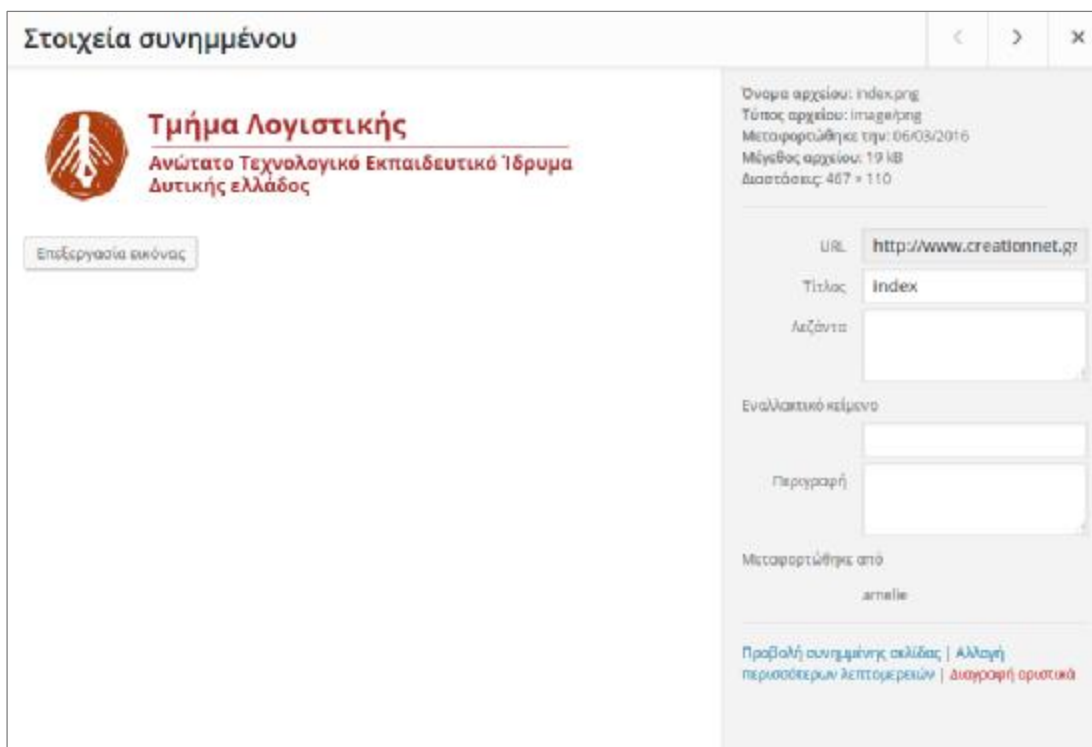 Στοιχεία συνημμένου
Τμήμα Λογιστικής
Ανώτατο Τεχνολογικό Εκπαιδευτικό Ίδρυμα
Δυτικής ελλάδος
Επεξεργασία εικόνας
Όνομα αρχείου: index.png
Τύπος αρχείου: image/png
Μεταφορτώθηκε την: 06/03/2016
Μέγεθος αρχείου: 19 kB
Διαστάσεις: 467 × 110
URL http://www.creationnet.gr
Τίτλος index
Λεζάντα
Εναλλακτικό κείμενο
Περιγραφή
Μεταφορτώθηκε από
amelie
Προβολή συνημμένης σελίδας | Αλλαγή
περισσότερων λεπτομερειών | Διαγραφή οριστικά